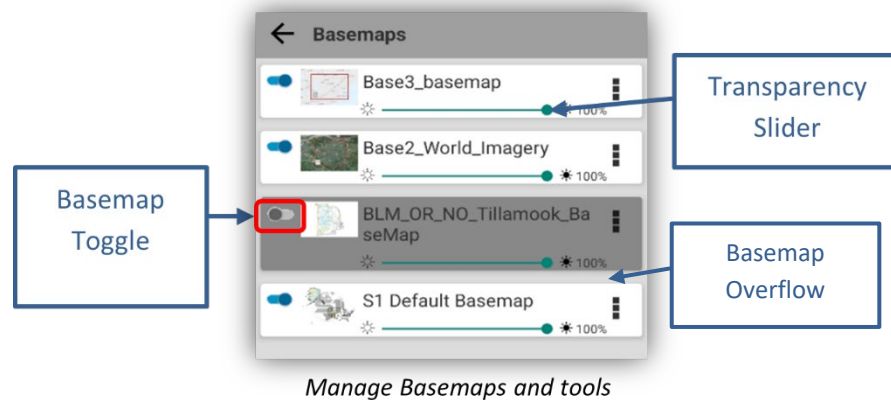 Basemaps
Base3_basemap
100%
Transparency
Slider
Base2_World_Imagery
100%
Basemap
Toggle
BLM_OR_NO_Tillamook_Ba
seMap
100%
Basemap
Overflow
S1 Default Basemap
100%
Manage Basemaps and tools